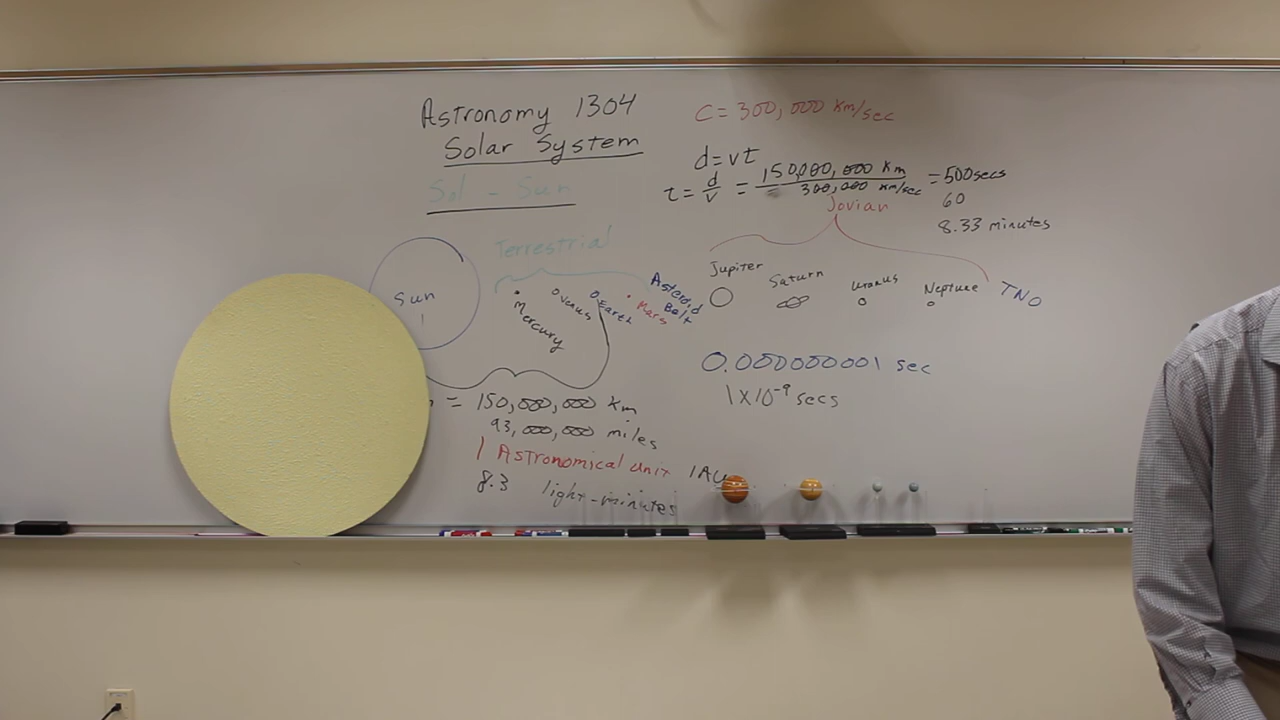 Astronomy 1304
Solar System
Sol - Sun
C = 300,000 km/sec
d = vt
t = d/v = 150,000,000 km / 300,000 km/sec = 500 secs
60
8.33 minutes
Jovian
Terrestrial
Sun
Mercury
Venus
Earth
Mars
Asteroid
Belt
Jupiter
Saturn
Uranus
Neptune
TNO
0.000000001 sec
1 x 10⁻⁹ secs
= 150,000,000 km
93,000,000 miles
1 Astronomical unit 1AU
8.3 light-minutes